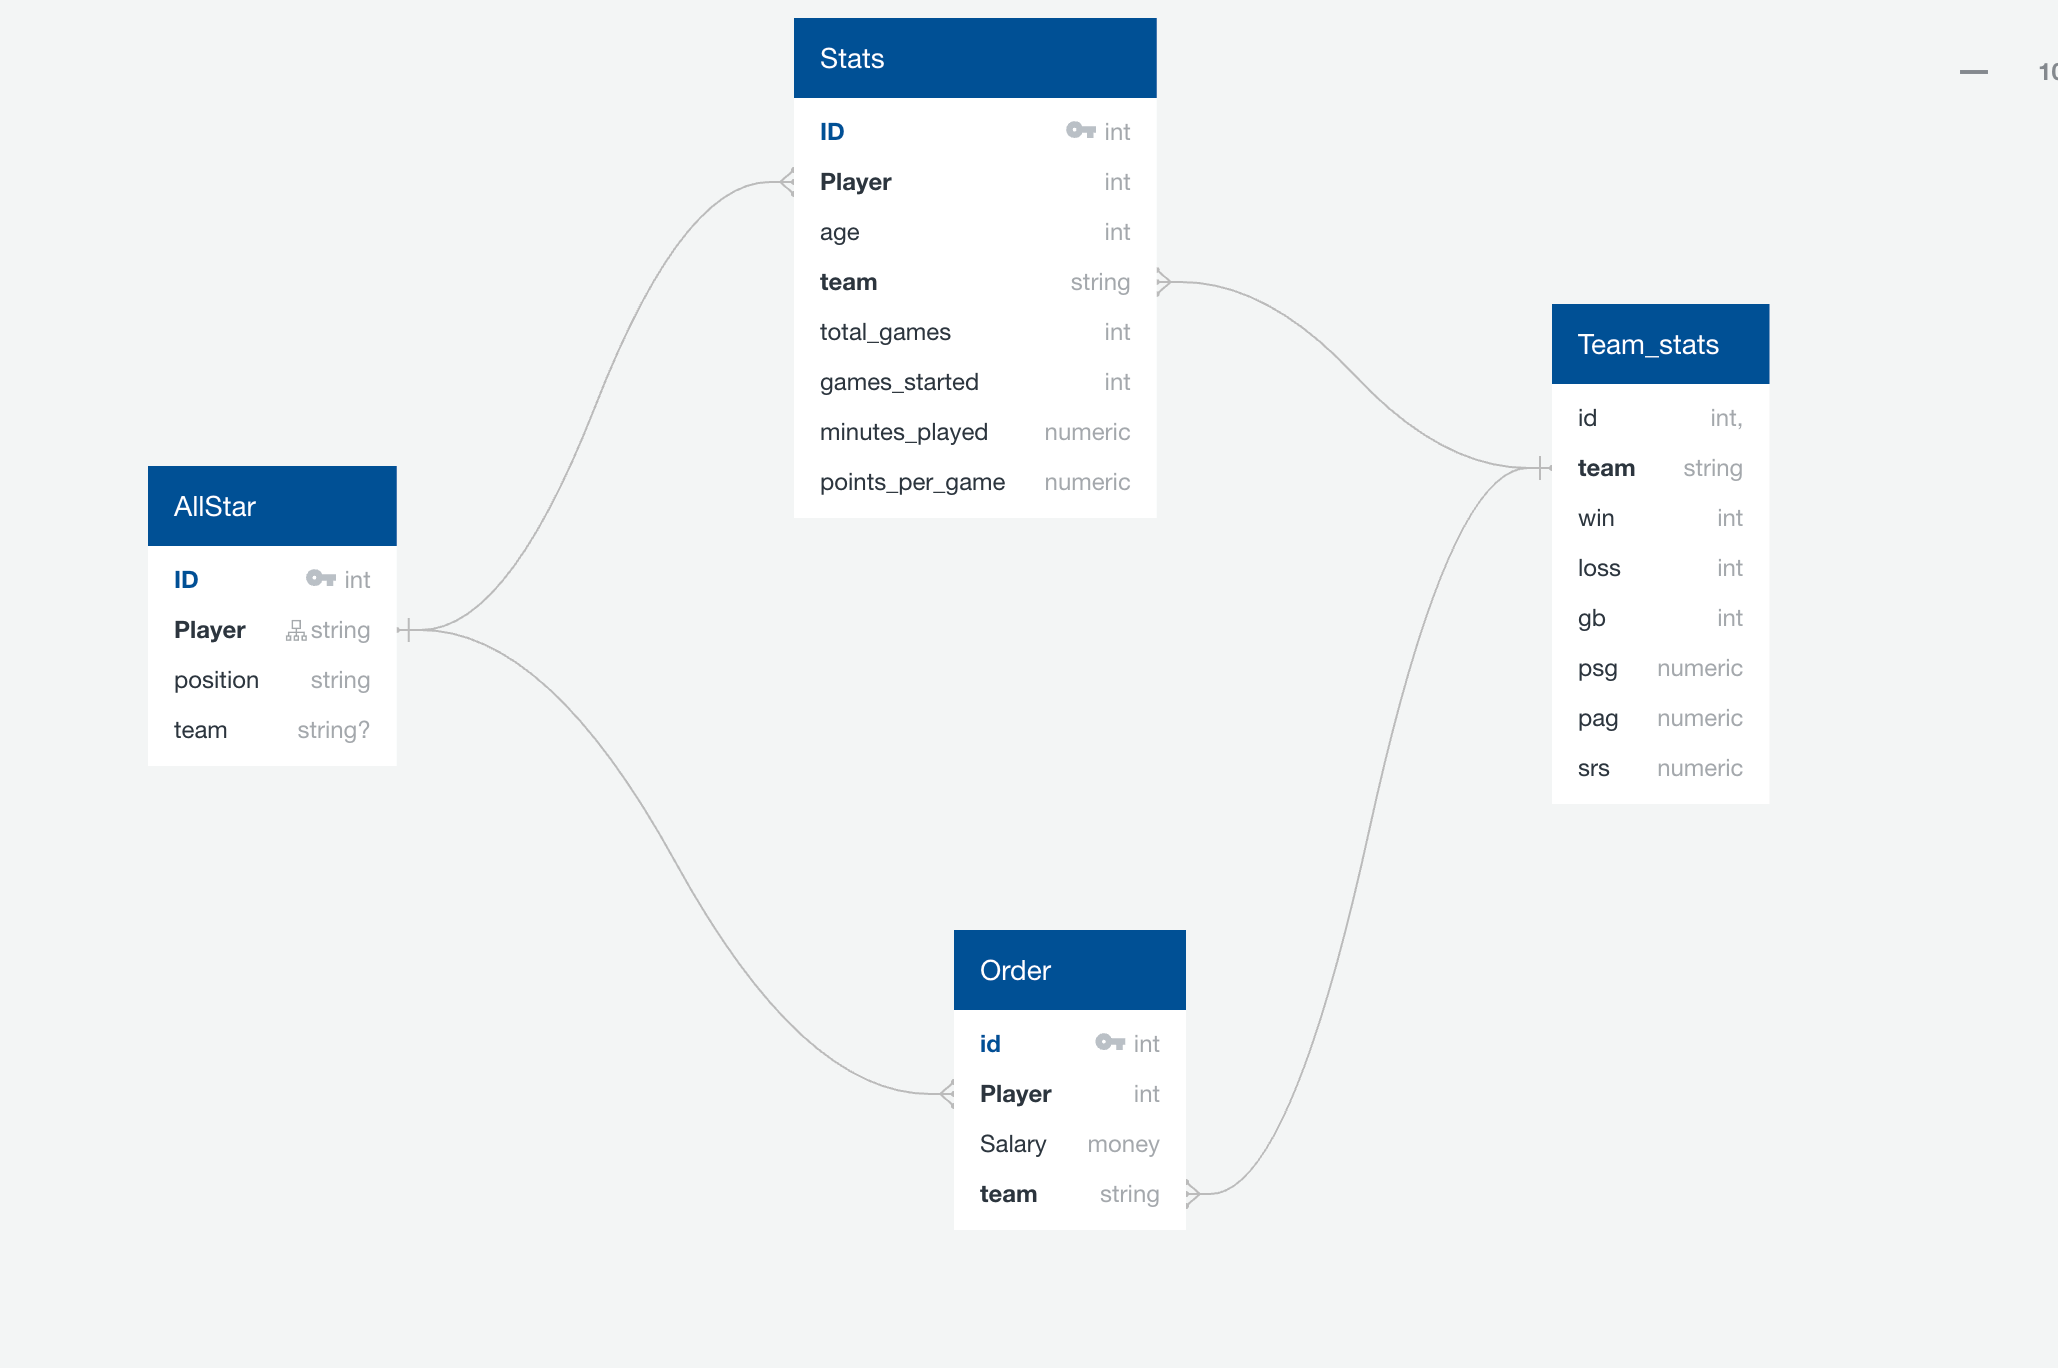 Stats
ID int
Player int
age int
team string
total_games int
games_started int
minutes_played numeric
points_per_game numeric
Team_stats
id int,
team string
win int
loss int
gb int
psg numeric
pag numeric
srs numeric
AllStar
ID int
Player string
position string
team string?
Order
id int
Player int
Salary money
team string